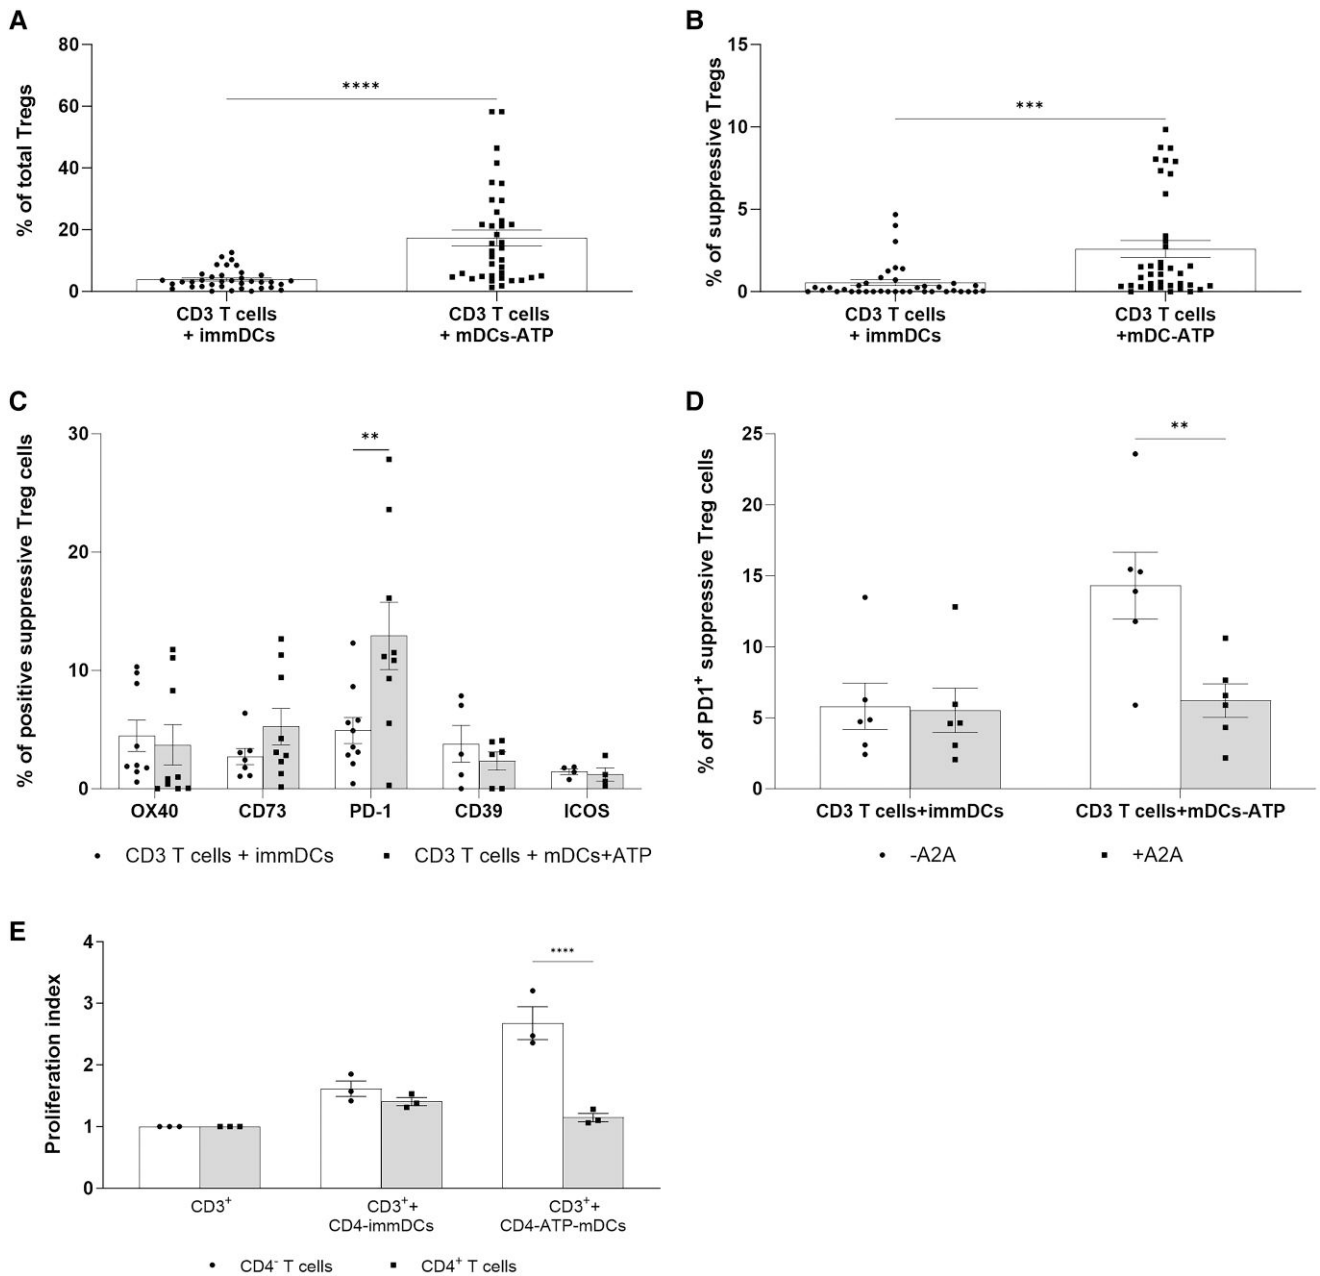 A
% of total Tregs
80
60
40
20
0
****
CD3 T cells
+ immDCs
CD3 T cells
+ mDCs-ATP
B
% of suppressive Tregs
15
10
5
0
***
CD3 T cells
+ immDCs
CD3 T cells
+mDC-ATP
C
% of positive suppressive Treg cells
30
20
10
0
**
OX40
CD73
PD-1
CD39
ICOS
CD3 T cells + immDCs
CD3 T cells + mDCs+ATP
D
% of PD1⁺ suppressive Treg cells
25
20
15
10
5
0
**
CD3 T cells+immDCs
CD3 T cells+mDCs-ATP
-A2A
+A2A
E
Proliferation index
4
3
2
1
0
****
CD3⁺
CD3⁺+
CD4-immDCs
CD3⁺+
CD4-ATP-mDCs
CD4⁻ T cells
CD4⁺ T cells